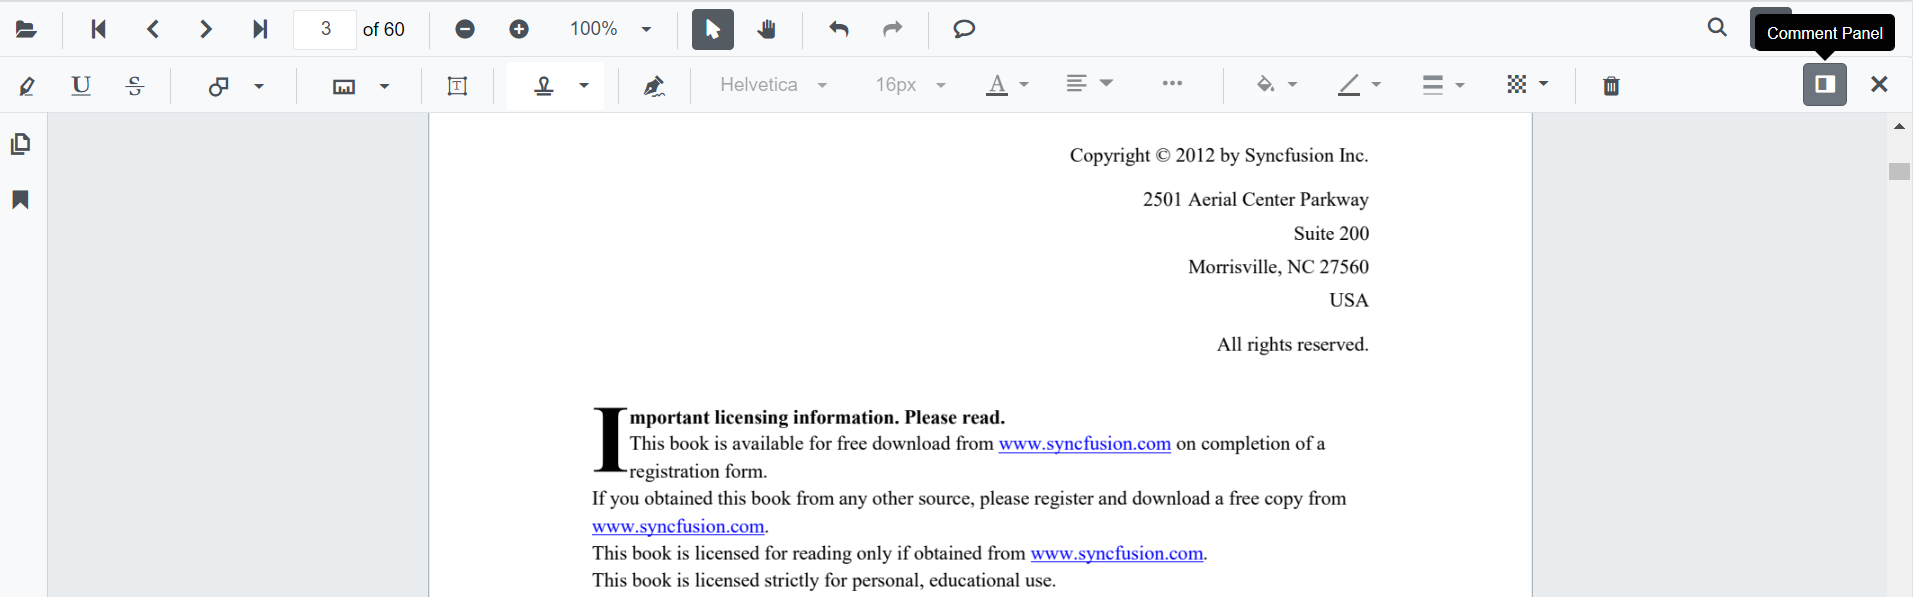 3 of 60 100%
Comment Panel
U S T Helvetica 16px A
Copyright © 2012 by Syncfusion Inc.
2501 Aerial Center Parkway
Suite 200
Morrisville, NC 27560
USA
All rights reserved.
Important licensing information. Please read.
This book is available for free download from www.syncfusion.com on completion of a
registration form.
If you obtained this book from any other source, please register and download a free copy from
www.syncfusion.com.
This book is licensed for reading only if obtained from www.syncfusion.com.
This book is licensed strictly for personal, educational use.